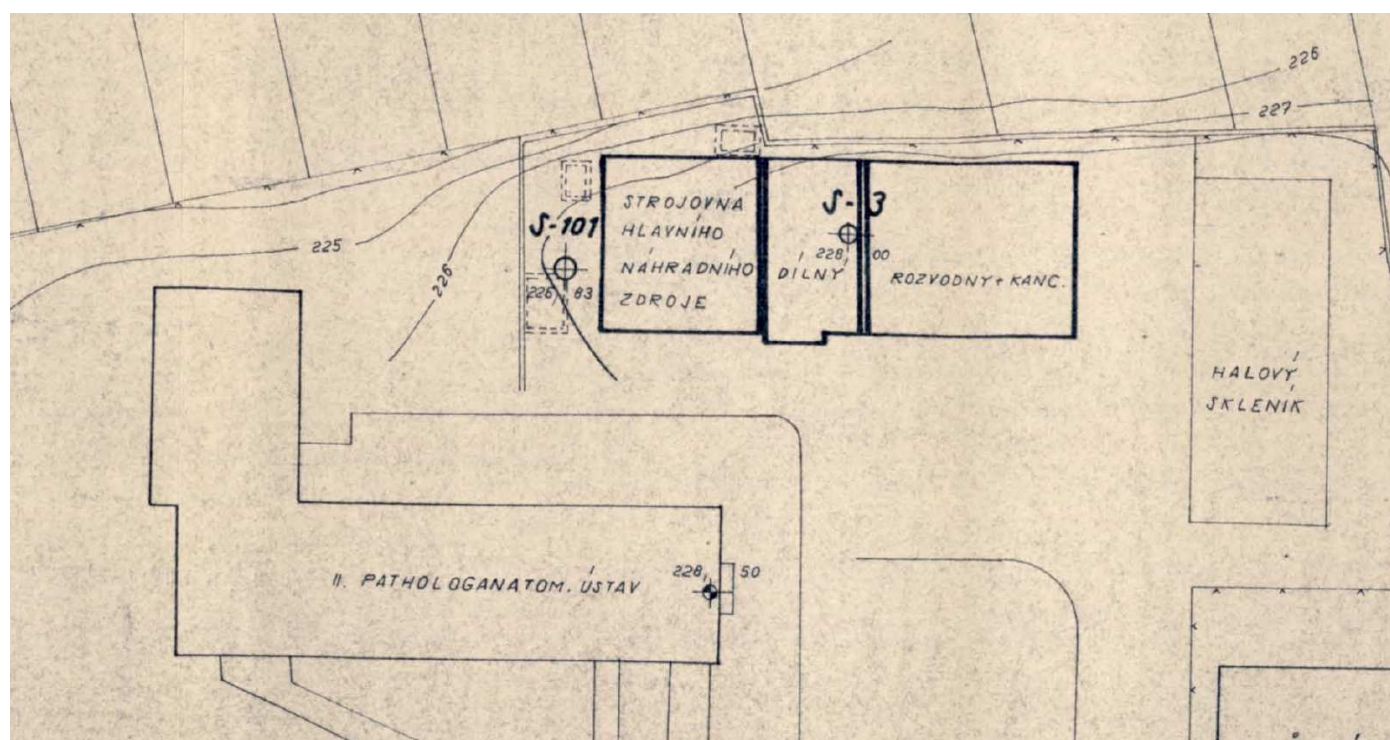 226
227
STROJOVNA
HLAVNÍHO
NÁHRADNÍHO
ZDROJE
S-101
226, 83
S-3
228, 00
DÍLNY
ROZVODNY + KANC.
225
226
HALOVÝ
SKLENÍK
II. PATHOLOGANATOM. ÚSTAV
228, 50